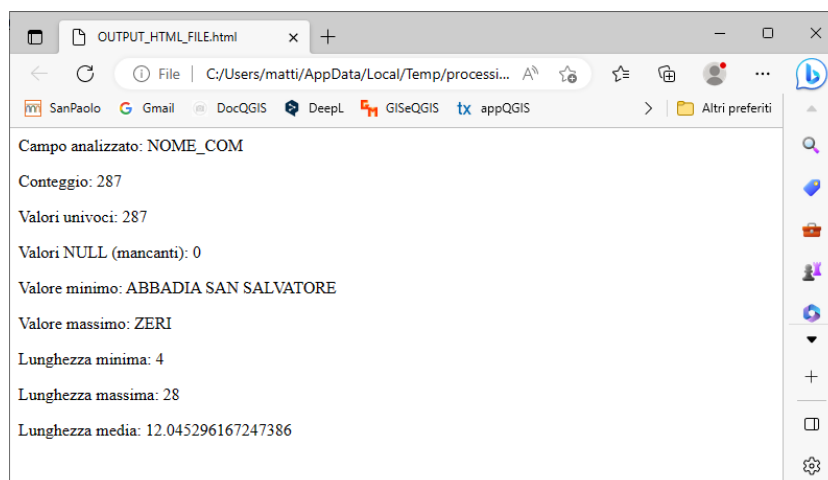 OUTPUT_HTML_FILE.html
File | C:/Users/matti/AppData/Local/Temp/processi...
SanPaolo Gmail DocQGIS DeepL GISeQGIS tx appQGIS Altri preferiti
Campo analizzato: NOME_COM
Conteggio: 287
Valori univoci: 287
Valori NULL (mancanti): 0
Valore minimo: ABBADIA SAN SALVATORE
Valore massimo: ZERI
Lunghezza minima: 4
Lunghezza massima: 28
Lunghezza media: 12.045296167247386